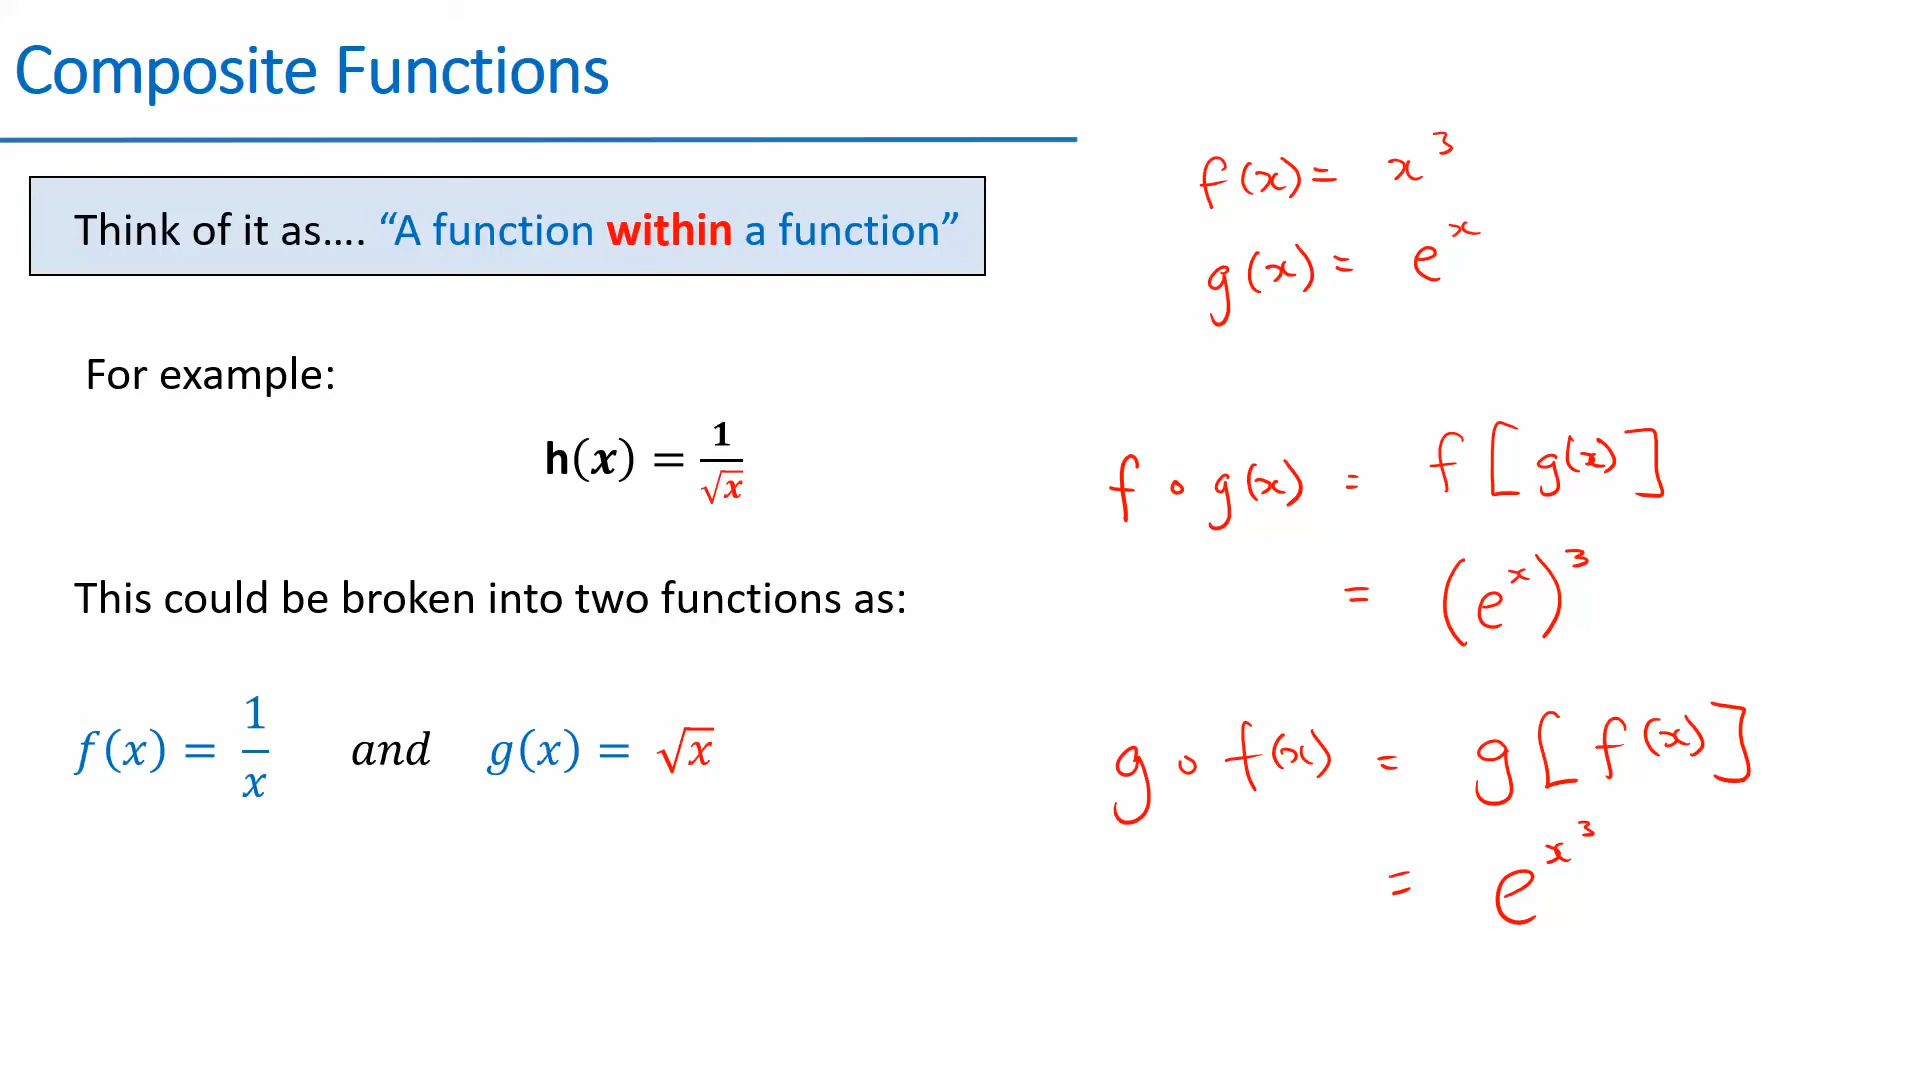 Composite Functions
Think of it as.... “A function within a function”
For example:
h(x) = 1/√x
This could be broken into two functions as:
f(x) = 1/x and g(x) = √x
f(x) = x³
g(x) = eˣ
f ∘ g(x) = f[g(x)]
= (eˣ)³
g ∘ f(x) = g[f(x)]
= e^x³